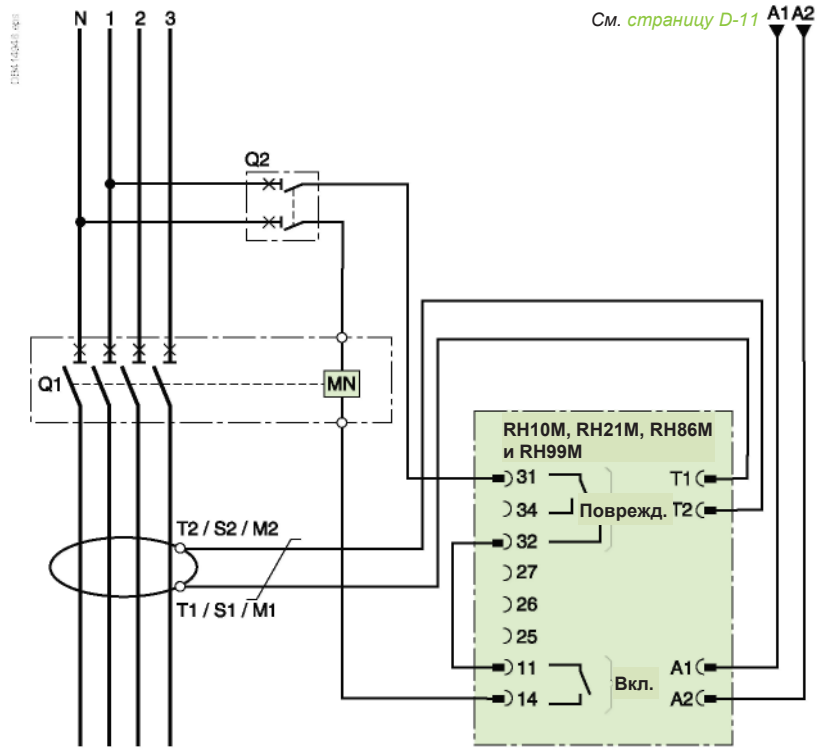 N 1 2 3
См. страницу D-11 A1 A2
Q2
Q1
MN
RH10M, RH21M, RH86M
и RH99M
31
T1
34
Поврежд.
T2
32
27
26
25
11
A1
Вкл.
14
A2
T2 / S2 / M2
T1 / S1 / M1